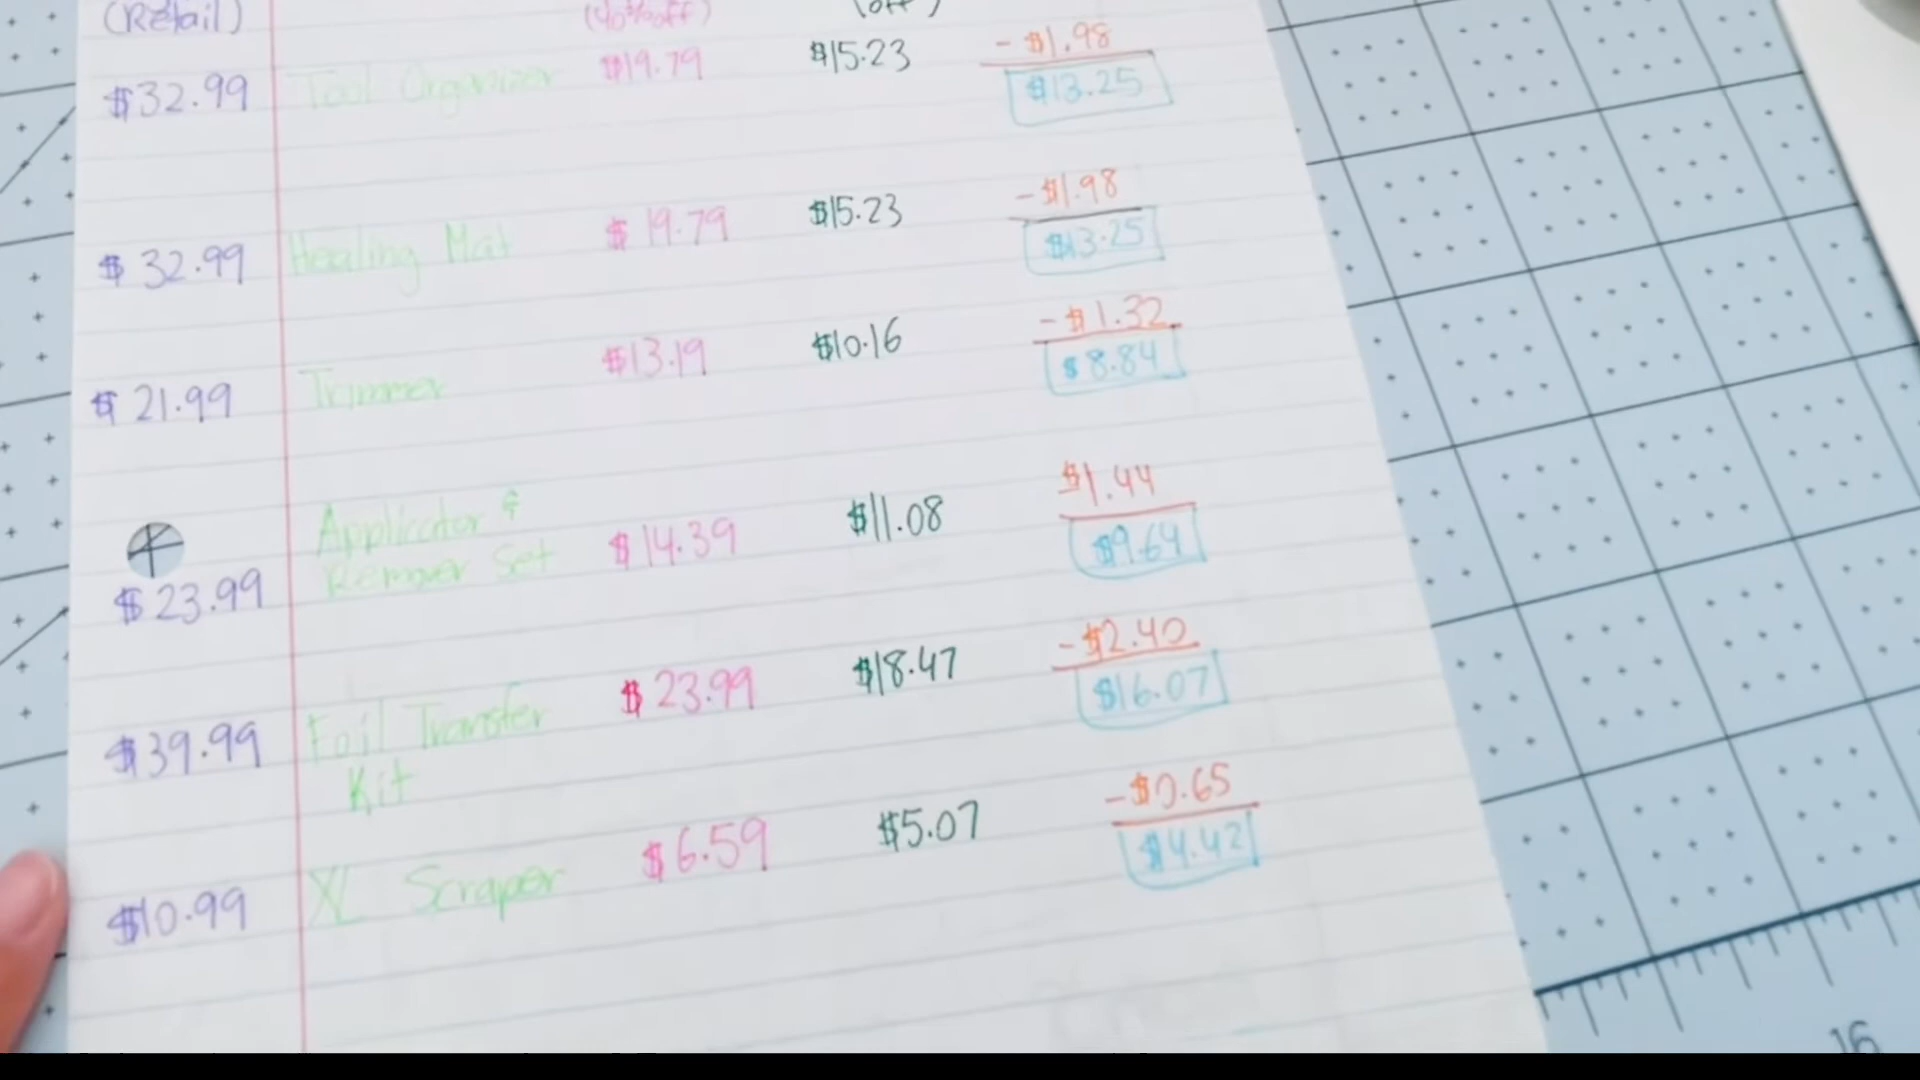 (Retail) (40% off) off)
$32.99 Tool Organizer $19.79 $15.23 - $1.98
$13.25
$32.99 Healing Mat $19.79 $15.23 - $1.98
$13.25
$21.99 Trimmer $13.19 $10.16 - $1.32
$8.84
Applicator &
$23.99 Remover Set $14.39 $11.08 $1.44
$9.64
$39.99 Foil Transfer $23.99 $18.47 - $2.40
Kit $16.07
$10.99 XL Scraper $6.59 $5.07 - $0.65
$4.42
16